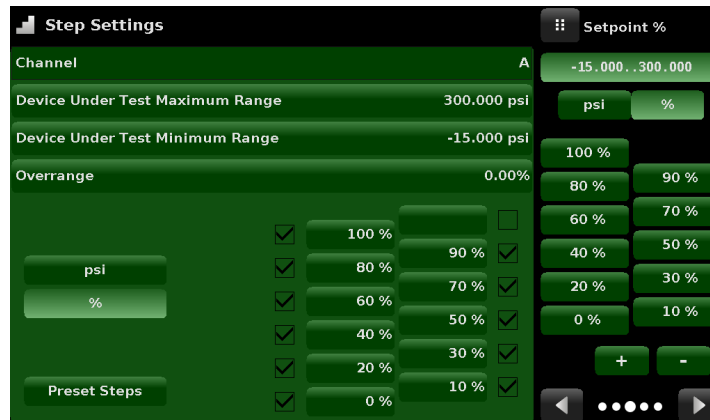 Step Settings
Setpoint %
Channel A
-15.000..300.000
Device Under Test Maximum Range 300.000 psi
psi %
Device Under Test Minimum Range -15.000 psi
100 %
Overrange 0.00%
90 %
80 %
70 %
60 %
50 %
40 %
30 %
20 %
10 %
0 %
100 %
90 %
psi
80 %
70 %
%
60 %
50 %
40 %
30 %
20 %
Preset Steps
10 %
0 %
+ -